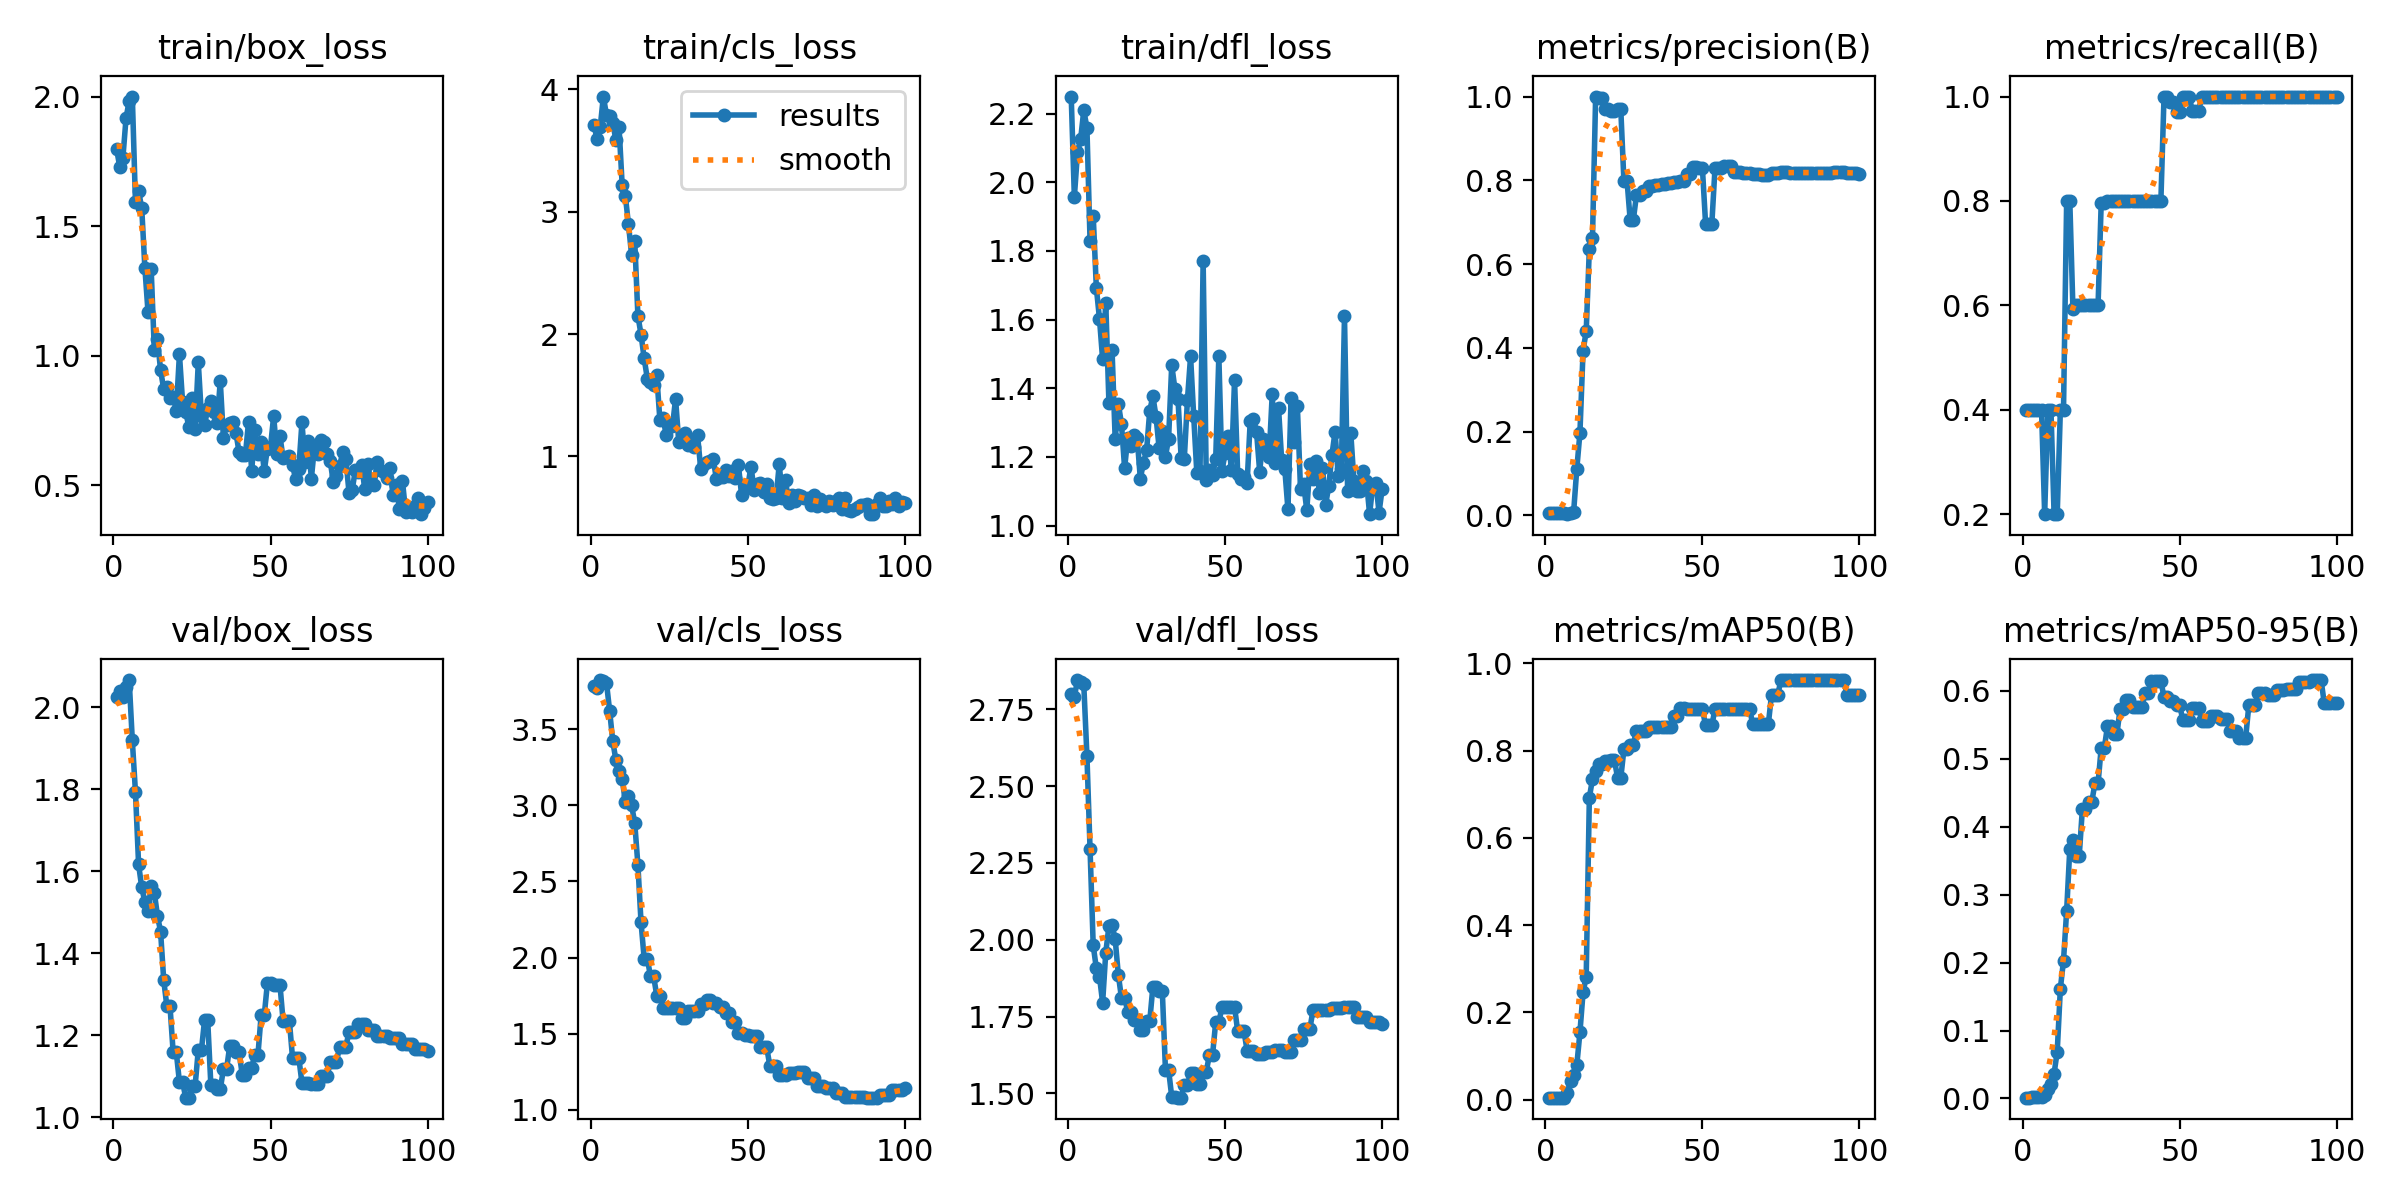 train/box_loss
2.0
1.5
1.0
0.5
0 50 100
train/cls_loss
results
smooth
4
3
2
1
0 50 100
train/dfl_loss
2.2
2.0
1.8
1.6
1.4
1.2
1.0
0 50 100
metrics/precision(B)
1.0
0.8
0.6
0.4
0.2
0.0
0 50 100
metrics/recall(B)
1.0
0.8
0.6
0.4
0.2
0 50 100
val/box_loss
2.0
1.8
1.6
1.4
1.2
1.0
0 50 100
val/cls_loss
3.5
3.0
2.5
2.0
1.5
1.0
0 50 100
val/dfl_loss
2.75
2.50
2.25
2.00
1.75
1.50
0 50 100
metrics/mAP50(B)
1.0
0.8
0.6
0.4
0.2
0.0
0 50 100
metrics/mAP50-95(B)
0.6
0.5
0.4
0.3
0.2
0.1
0.0
0 50 100